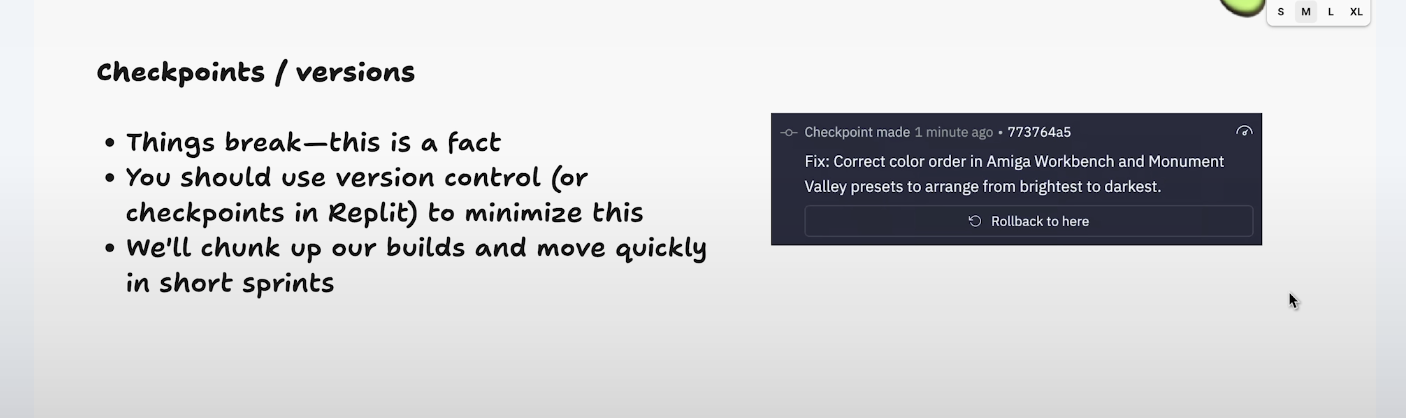 S M L XL
Checkpoints / versions
• Things break—this is a fact
• You should use version control (or
checkpoints in Replit) to minimize this
• We'll chunk up our builds and move quickly
in short sprints
Checkpoint made 1 minute ago • 773764a5
Fix: Correct color order in Amiga Workbench and Monument
Valley presets to arrange from brightest to darkest.
Rollback to here